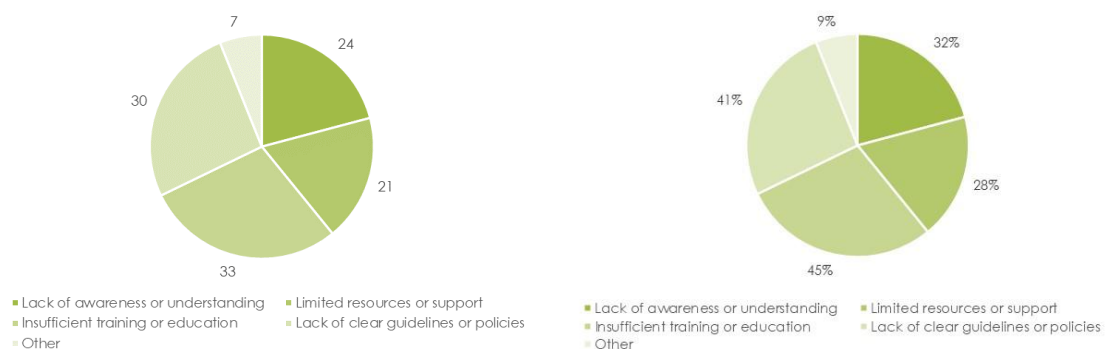 7
24
30
21
33
■ Lack of awareness or understanding ■ Limited resources or support
■ Insufficient training or education ■ Lack of clear guidelines or policies
■ Other
9%
32%
41%
28%
45%
■ Lack of awareness or understanding ■ Limited resources or support
■ Insufficient training or education ■ Lack of clear guidelines or policies
■ Other